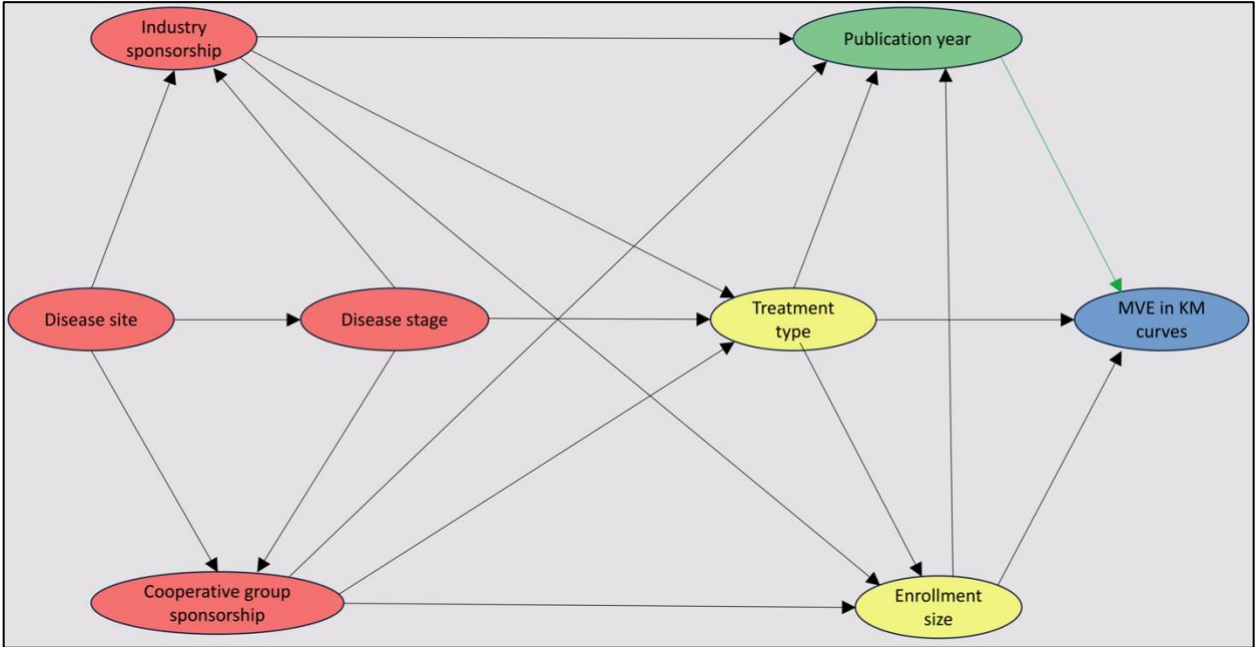 Industry
sponsorship
Publication year
Disease site
Disease stage
Treatment
type
MVE in KM
curves
Cooperative group
sponsorship
Enrollment
size